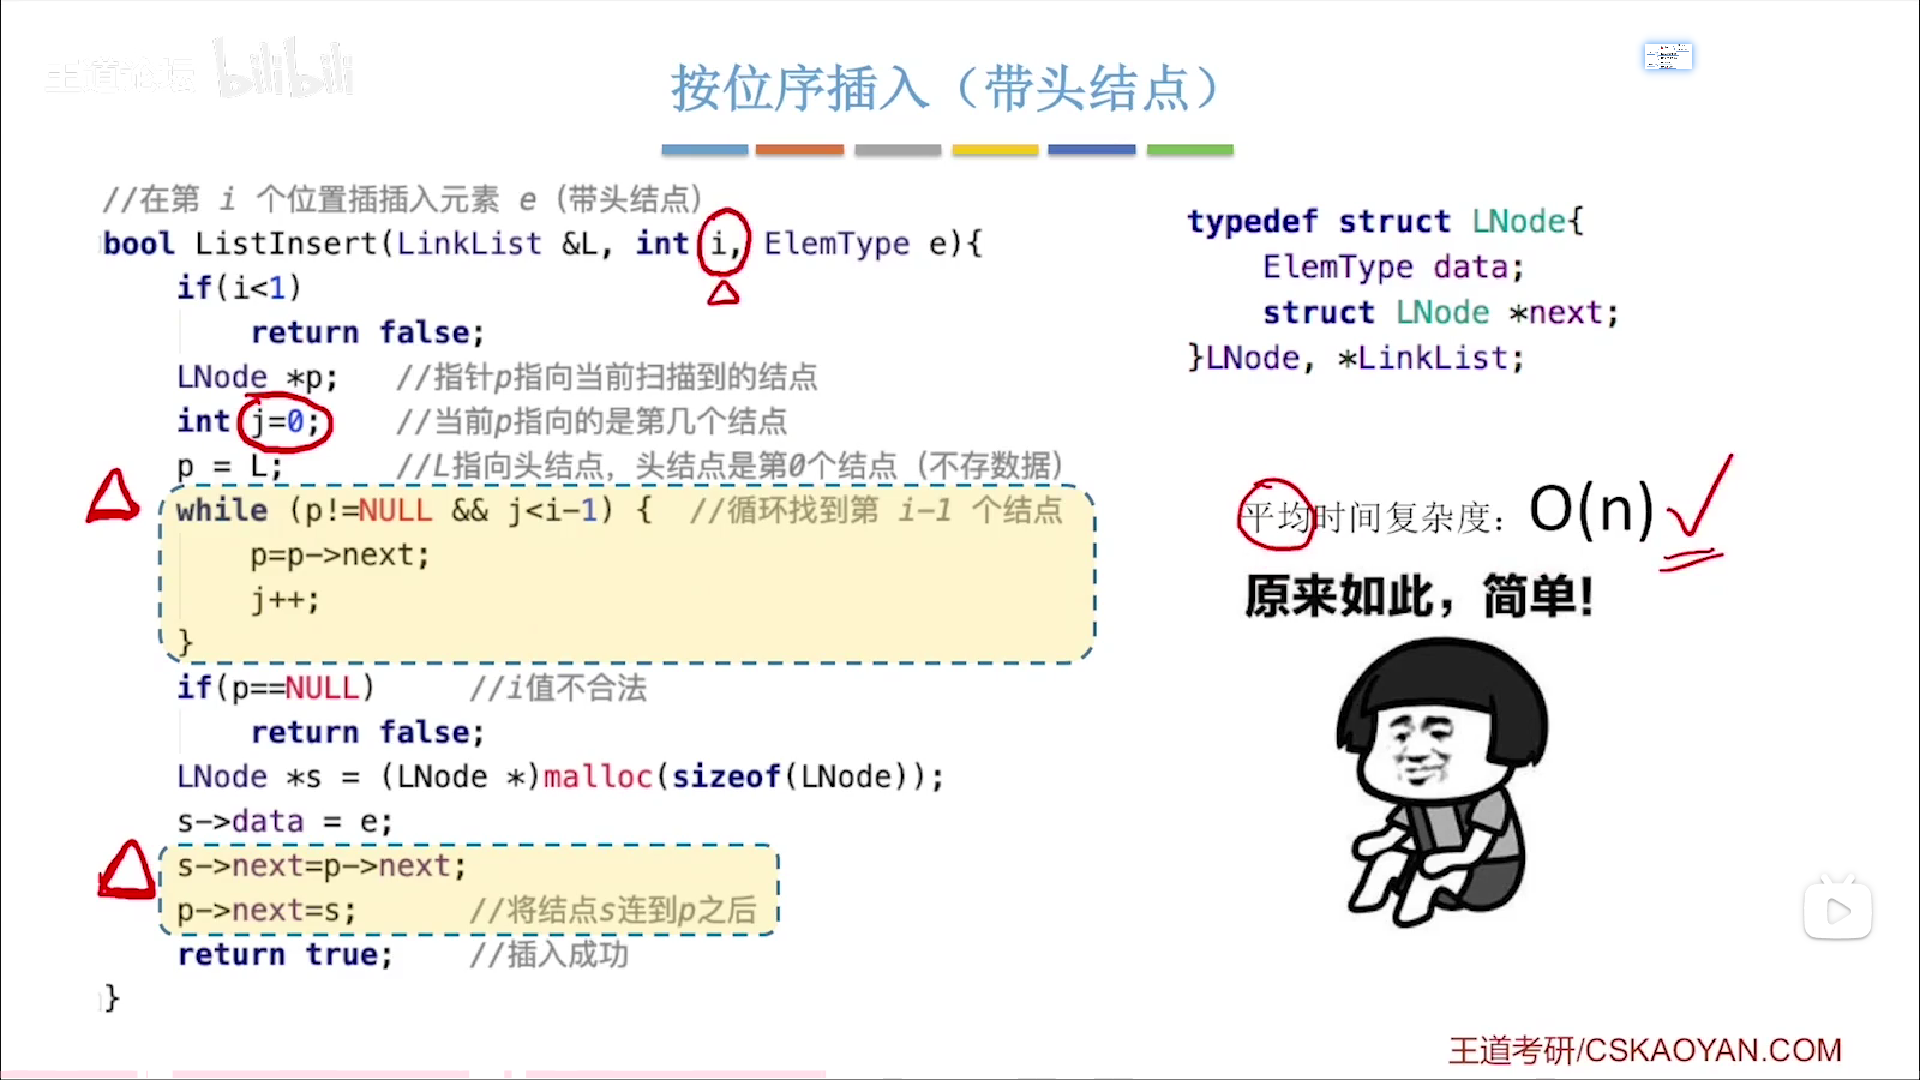 王道论坛 bilibili
按位序插入（带头结点）
//在第 i 个位置插插入元素 e (带头结点)
bool ListInsert(LinkList &L, int i, ElemType e){
if(i<1)
return false;
LNode *p; //指针p指向当前扫描到的结点
int j=0; //当前p指向的是第几个结点
p = L; //L指向头结点，头结点是第0个结点 (不存数据)
while (p!=NULL && j<i-1) { //循环找到第 i-1 个结点
p=p->next;
j++;
}
if(p==NULL) //i值不合法
return false;
LNode *s = (LNode *)malloc(sizeof(LNode));
s->data = e;
s->next=p->next;
p->next=s; //将结点s连到p之后
return true; //插入成功
}
typedef struct LNode{
ElemType data;
struct LNode *next;
}LNode, *LinkList;
平均时间复杂度：O(n)
原来如此，简单!
王道考研/CSKAOYAN.COM